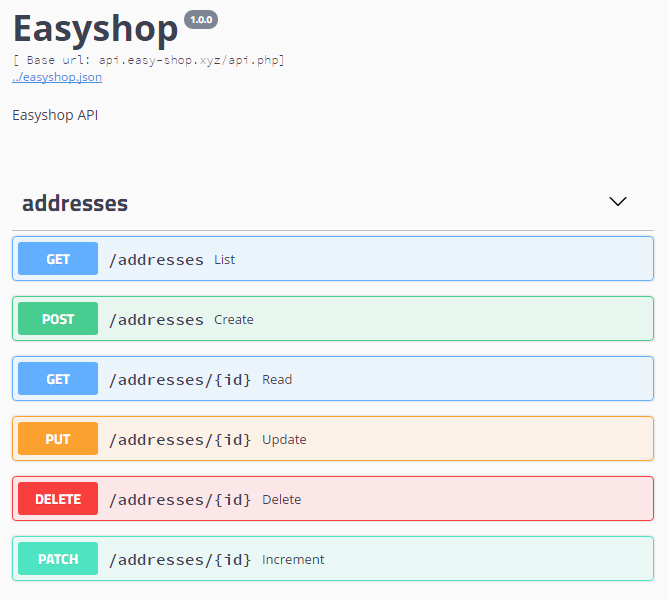 Easyshop 1.0.0
[ Base url: api.easy-shop.xyz/api.php]
../easyshop.json
Easyshop API
addresses
GET /addresses List
POST /addresses Create
GET /addresses/{id} Read
PUT /addresses/{id} Update
DELETE /addresses/{id} Delete
PATCH /addresses/{id} Increment